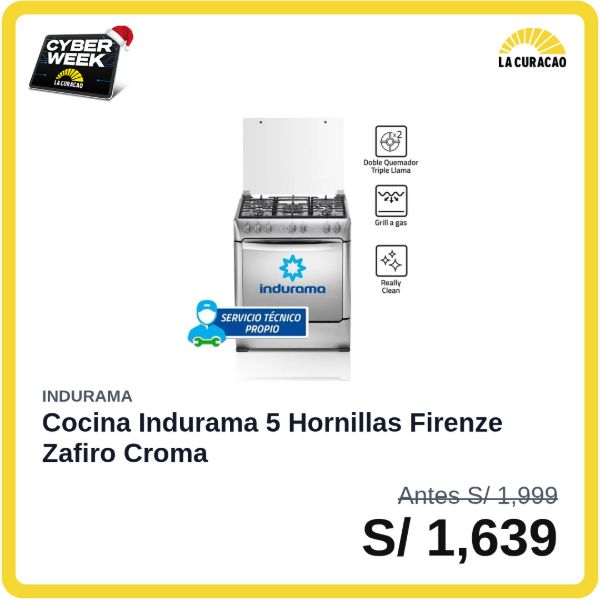 CYBER
WEEK
LA CURACAO
LA CURACAO
x2
Doble Quemador
Triple Llama
Grill a gas
Really
Clean
indurama
SERVICIO TÉCNICO
PROPIO
INDURAMA
Cocina Indurama 5 Hornillas Firenze
Zafiro Croma
Antes S/ 1,999
S/ 1,639